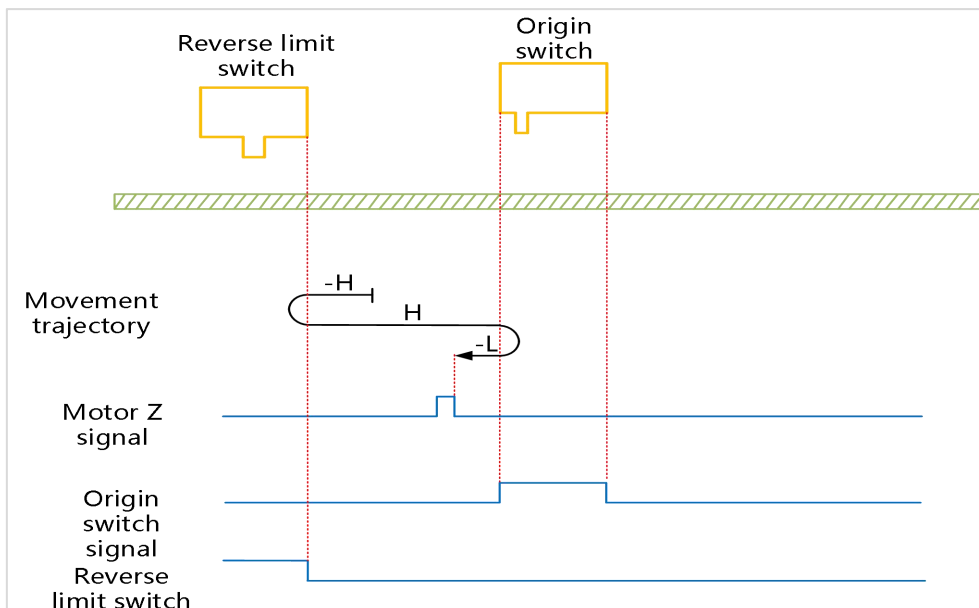 Origin
switch
Reverse limit
switch
Movement
trajectory
-H
H
-L
Motor Z
signal
Origin
switch
signal
Reverse
limit switch